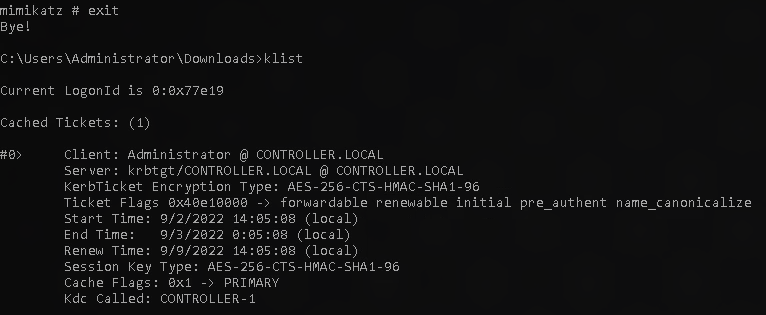 mimikatz # exit
Bye!
C:\Users\Administrator\Downloads>klist
Current LogonId is 0:0x77e19
Cached Tickets: (1)
#0>     Client: Administrator @ CONTROLLER.LOCAL
        Server: krbtgt/CONTROLLER.LOCAL @ CONTROLLER.LOCAL
        KerbTicket Encryption Type: AES-256-CTS-HMAC-SHA1-96
        Ticket Flags 0x40e10000 -> forwardable renewable initial pre_authent name_canonicalize
        Start Time: 9/2/2022 14:05:08 (local)
        End Time:   9/3/2022 0:05:08 (local)
        Renew Time: 9/9/2022 14:05:08 (local)
        Session Key Type: AES-256-CTS-HMAC-SHA1-96
        Cache Flags: 0x1 -> PRIMARY
        Kdc Called: CONTROLLER-1